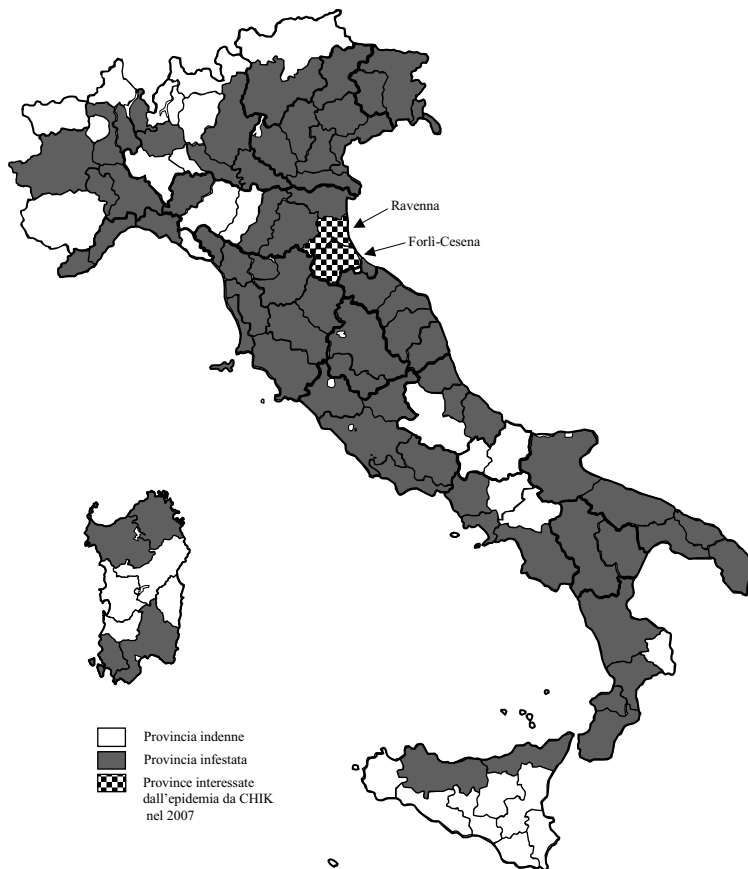 Ravenna
Forlì-Cesena
Provincia indenne
Provincia infestata
Province interessate
dall'epidemia da CHIK
nel 2007